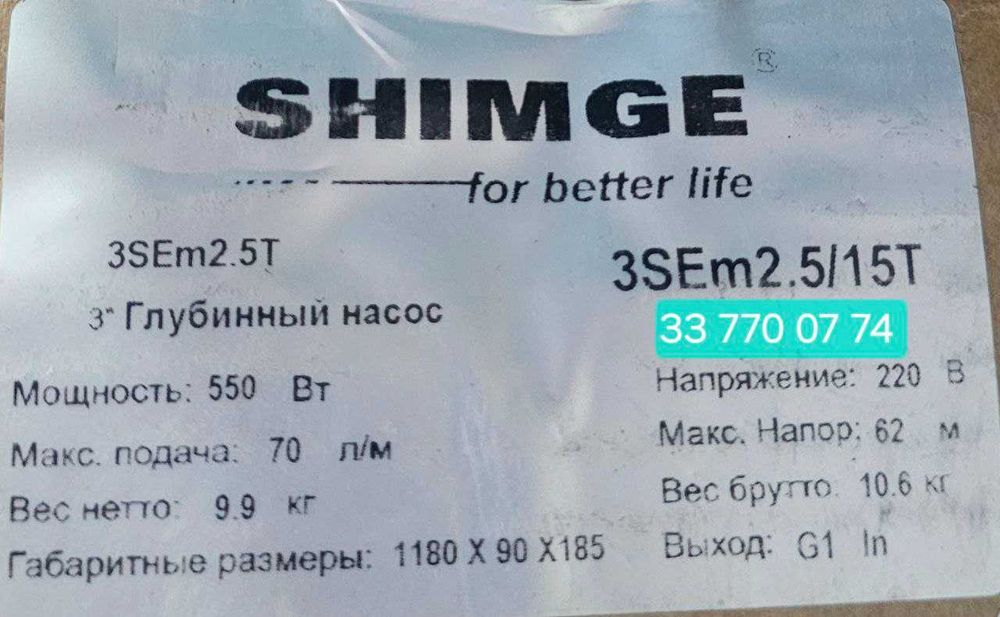 SHIMGE ®
for better life
3SEm2.5T
3" Глубинный насос
3SEm2.5/15T
33 770 07 74
Мощность: 550 Вт
Напряжение: 220 В
Макс. подача: 70 л/м
Макс. Напор: 62 м
Вес нетто: 9.9 кг
Вес брутто: 10.6 кг
Габаритные размеры: 1180 X 90 X185
Выход: G1 In